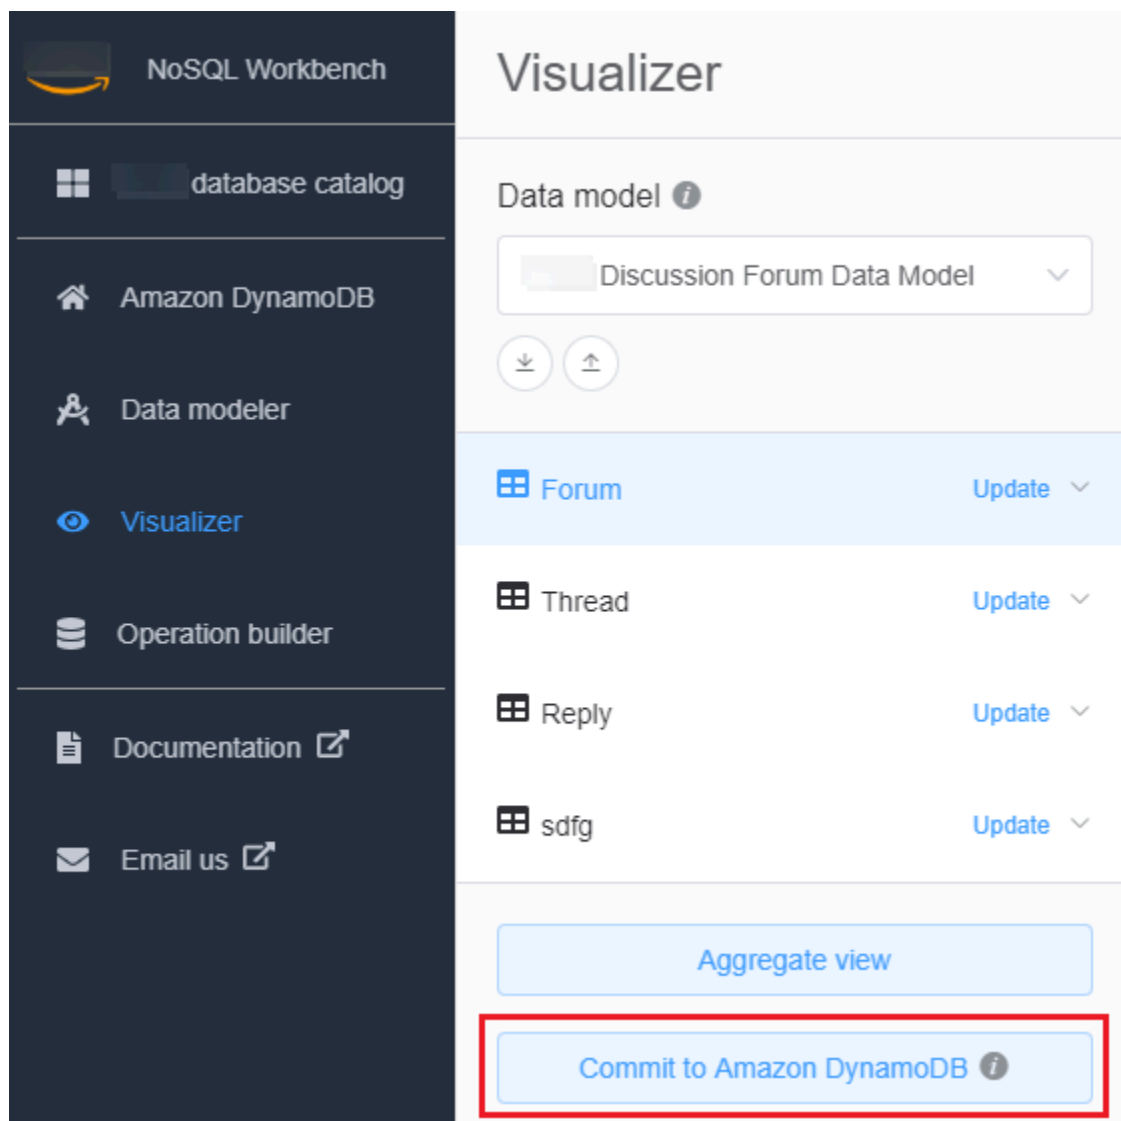 NoSQL Workbench
database catalog
Amazon DynamoDB
Data modeler
Visualizer
Operation builder
Documentation
Email us
Visualizer
Data model
Discussion Forum Data Model
Forum Update
Thread Update
Reply Update
sdfg Update
Aggregate view
Commit to Amazon DynamoDB